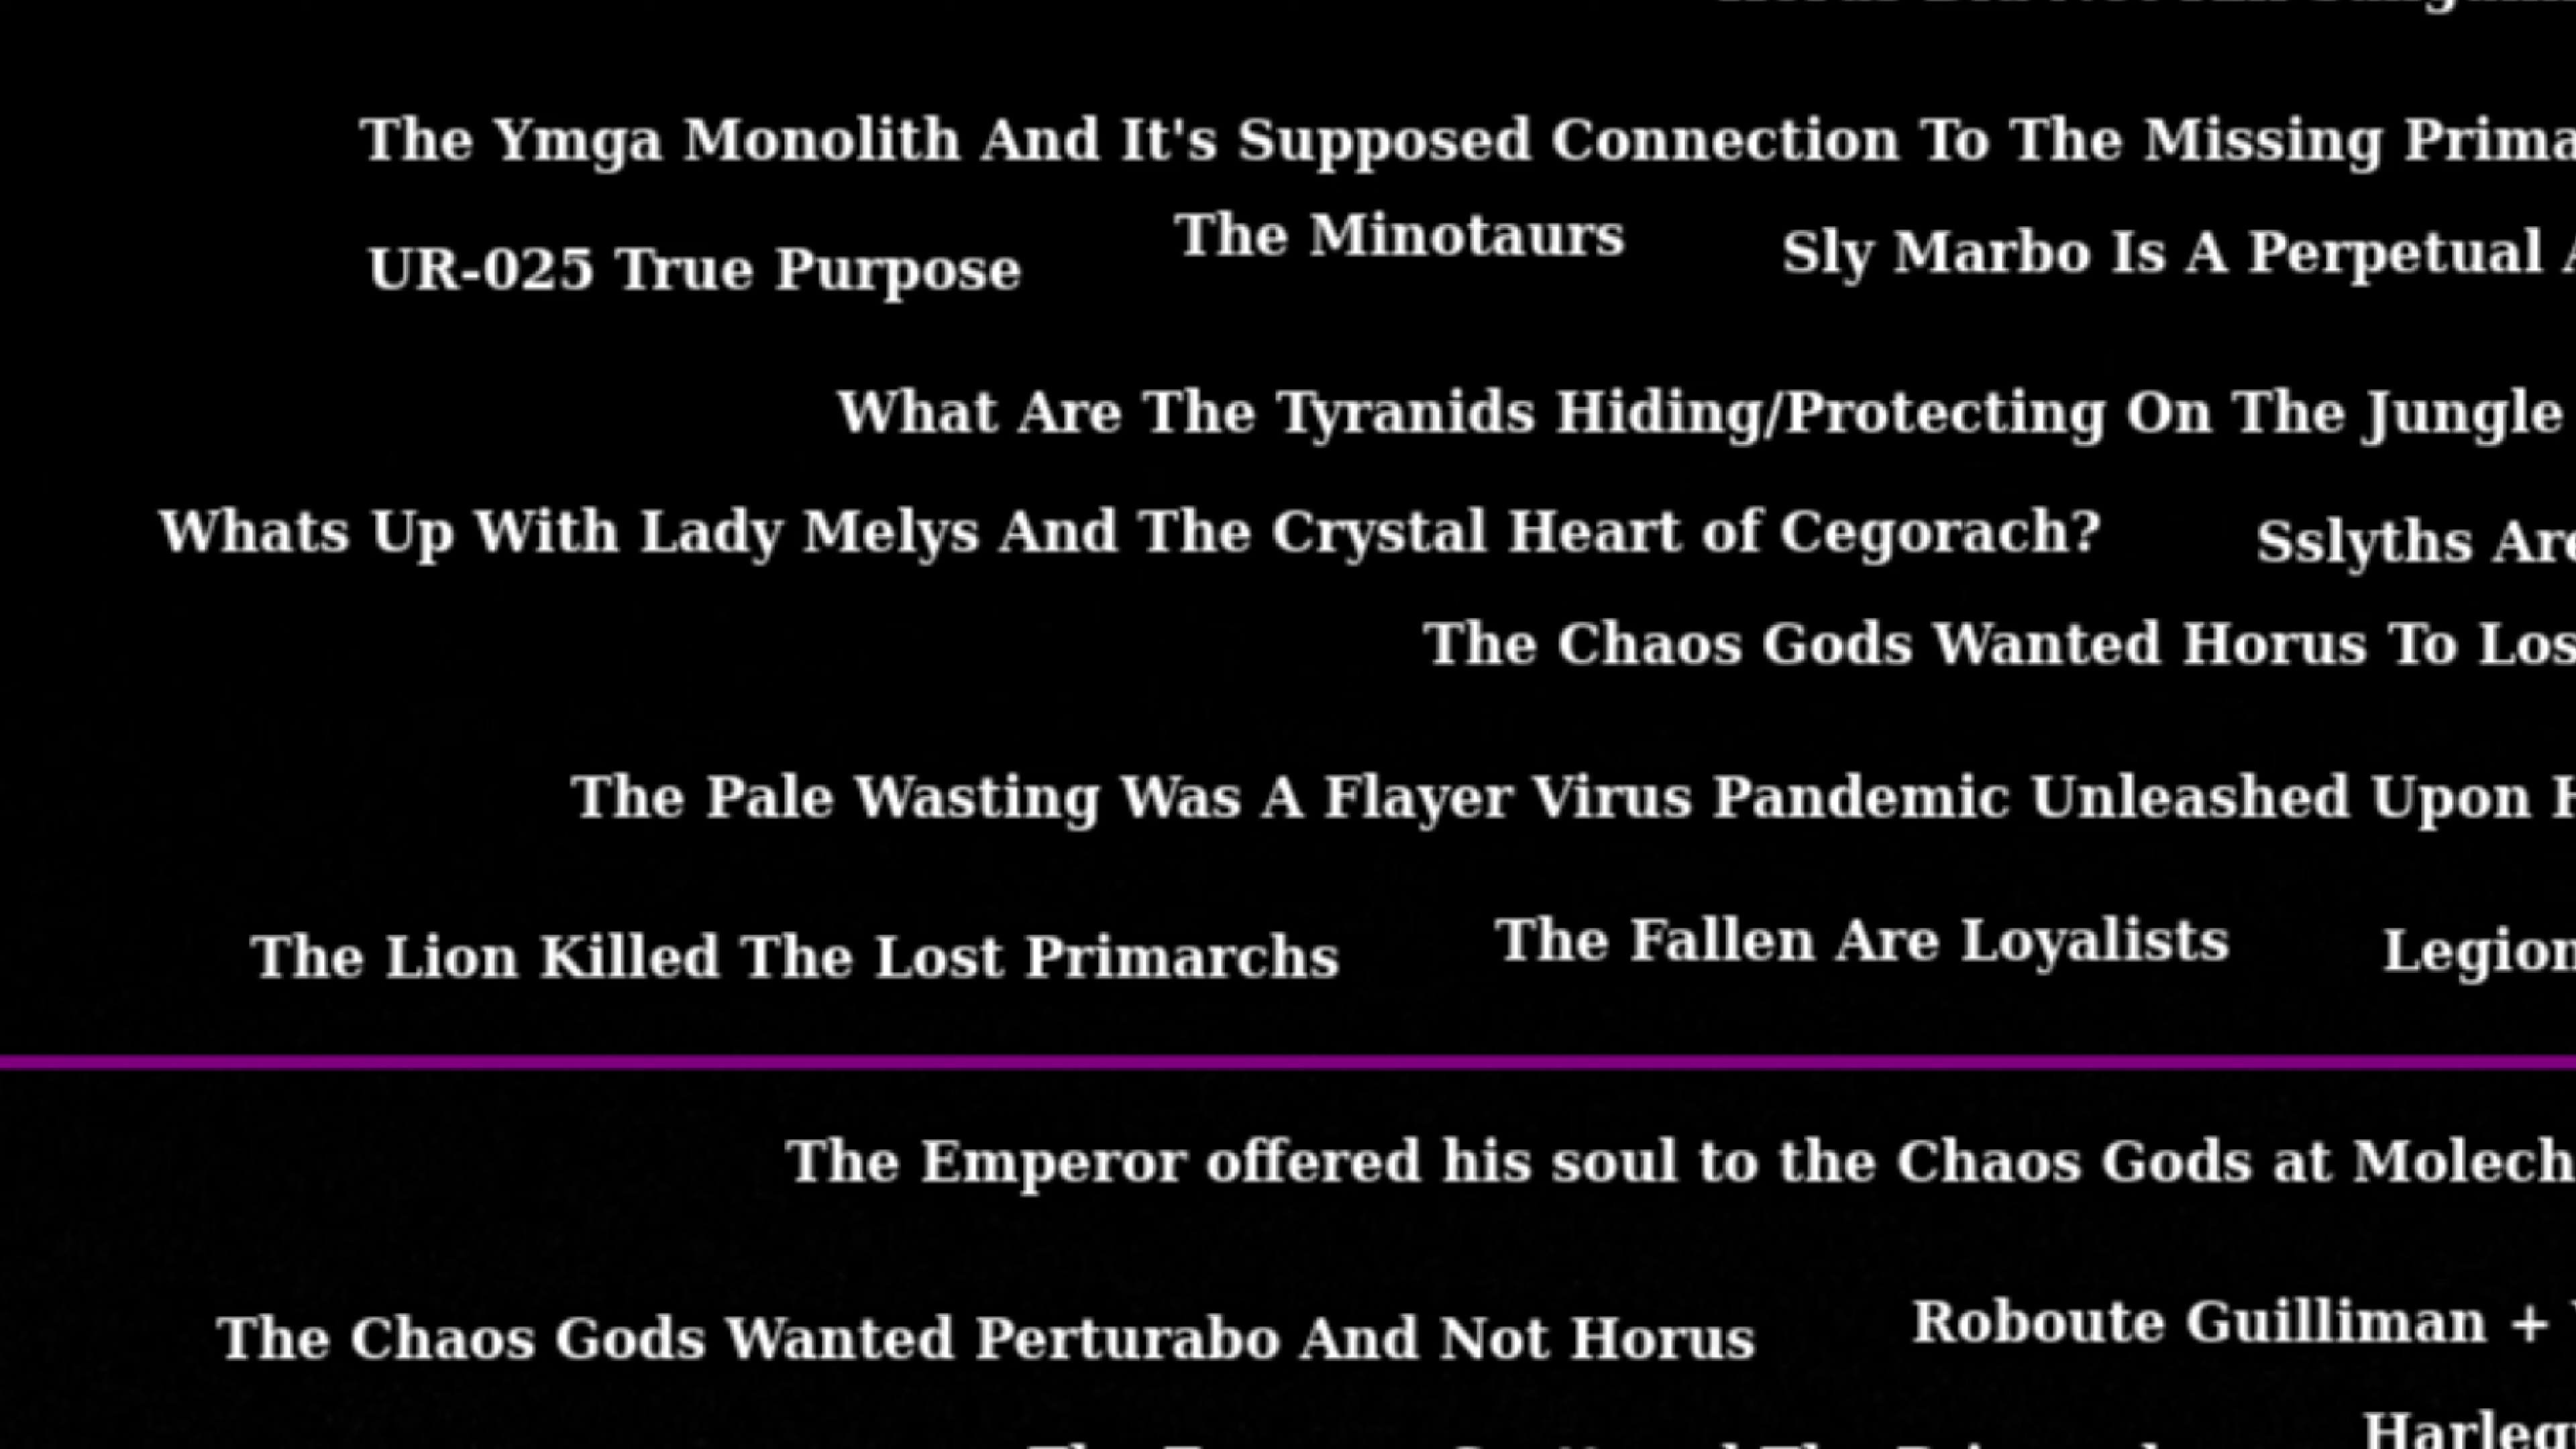 The Ymga Monolith And It's Supposed Connection To The Missing
The Minotaurs
UR-025 True Purpose
Sly Marbo Is A Perpetual
What Are The Tyranids Hiding/Protecting On The Jungle
Whats Up With Lady Melys And The Crystal Heart of Cegorach?
Sslyths
The Chaos Gods Wanted Horus To
The Pale Wasting Was A Flayer Virus Pandemic Unleashed Upon
The Lion Killed The Lost Primarchs
The Fallen Are Loyalists
The Emperor offered his soul to the Chaos Gods at Molech
The Chaos Gods Wanted Perturabo And Not Horus
Roboute Guilliman +